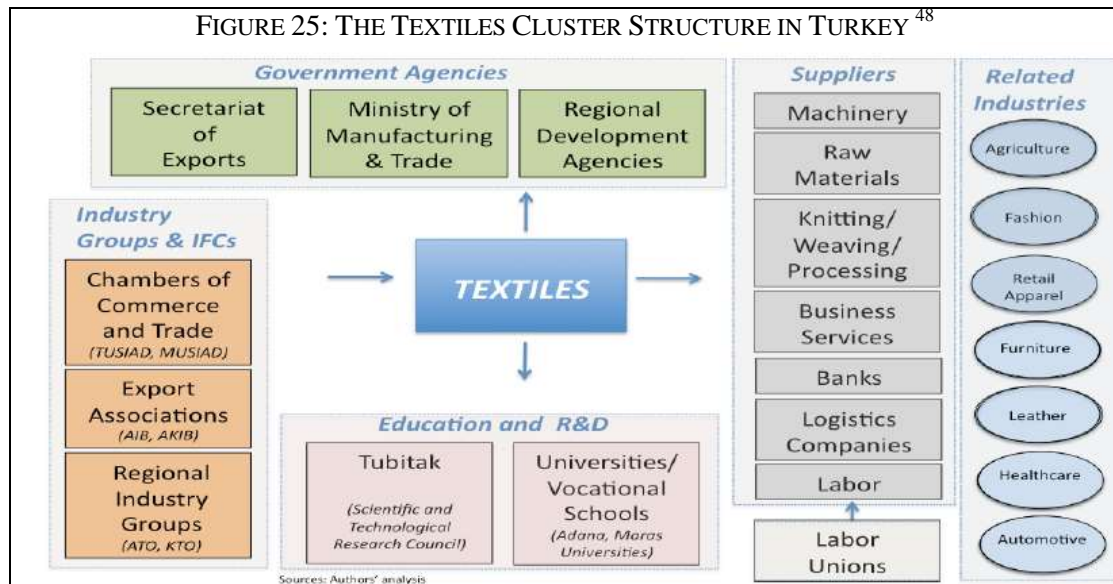 FIGURE 25: THE TEXTILES CLUSTER STRUCTURE IN TURKEY 48
Government Agencies
Secretariat
of
Exports
Ministry of
Manufacturing
& Trade
Regional
Development
Agencies
Industry
Groups & IFCs
Chambers of
Commerce
and Trade
(TUSIAD, MUSIAD)
Export
Associations
(AIB, AKIB)
Regional
Industry
Groups
(ATO, KTO)
TEXTILES
Education and R&D
Tubitak
(Scientific and
Technological
Research Council)
Universities/
Vocational
Schools
(Adana, Maras
Universities)
Suppliers
Machinery
Raw
Materials
Knitting/
Weaving/
Processing
Business
Services
Banks
Logistics
Companies
Labor
Labor
Unions
Related
Industries
Agriculture
Fashion
Retail
Apparel
Furniture
Leather
Healthcare
Automotive
Sources: Authors' analysis